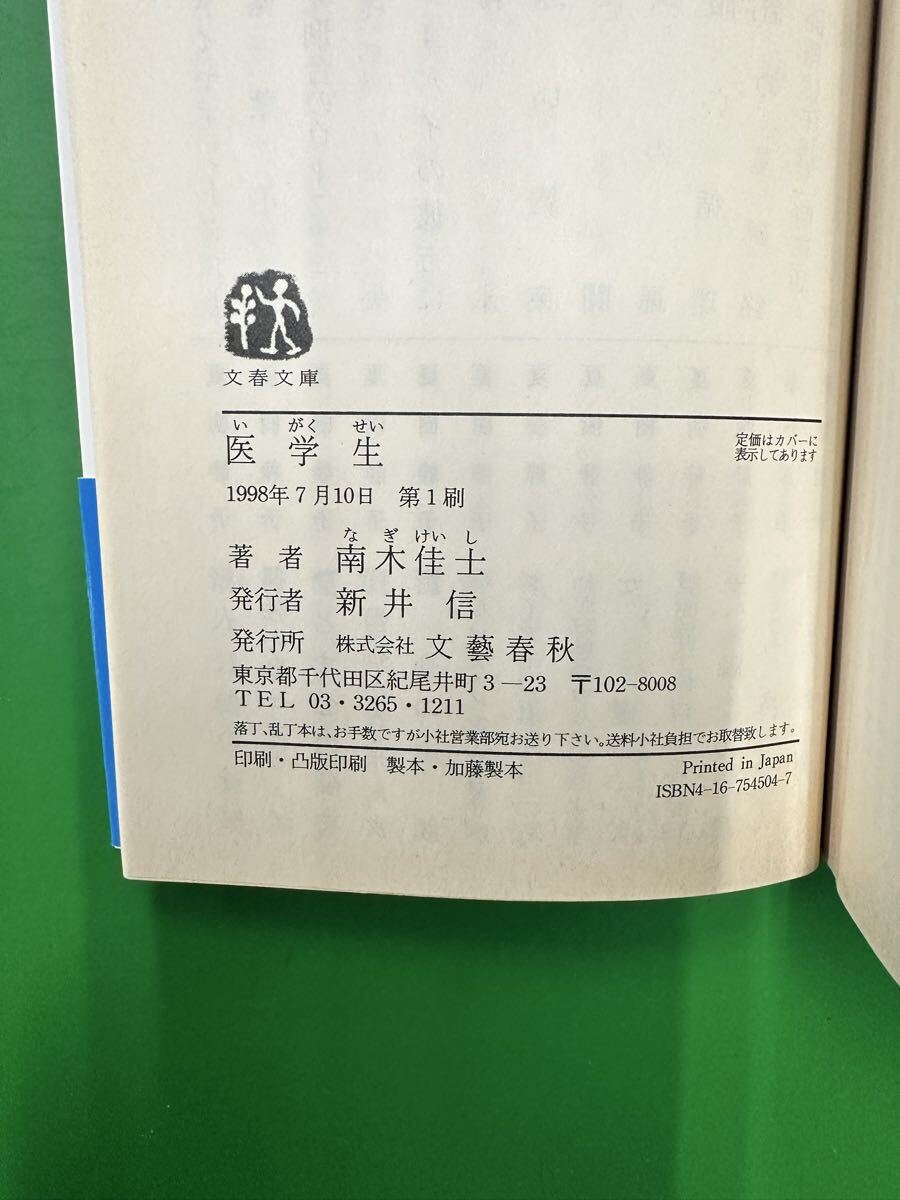 文春文庫
い がく せい
医学生
定価はカバーに
表示してあります
1998年7月10日 第1刷
な ぎ けい し
著者 南木佳士
発行者 新井 信
発行所 株式会社 文藝春秋
東京都千代田区紀尾井町3―23 〒102-8008
TEL 03・3265・1211
落丁、乱丁本は、お手数ですが小社営業部宛お送り下さい。送料小社負担でお取替致します。
印刷・凸版印刷 製本・加藤製本
Printed in Japan
ISBN4-16-754504-7